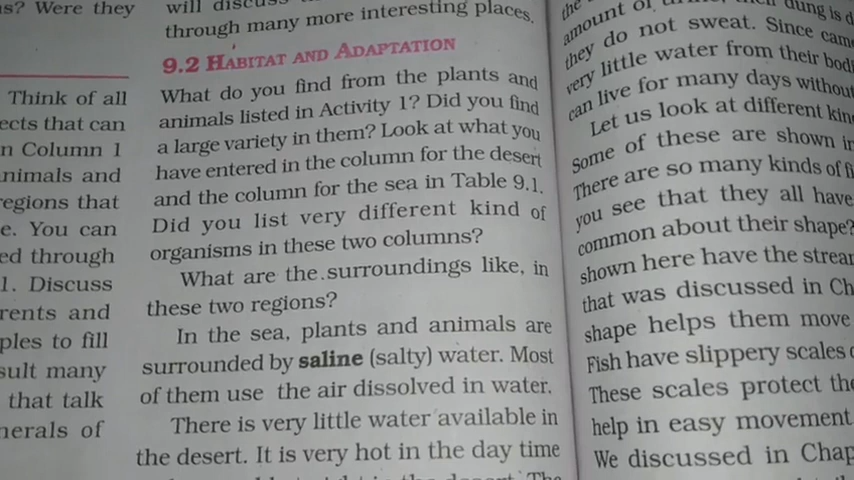 s? Were they
Think of all
ects that can
n Column 1
nimals and
regions that
e. You can
ed through
1. Discuss
rents and
ples to fill
sult many
that talk
nerals of
will discuss
through many more interesting places.
9.2 HABITAT AND ADAPTATION
What do you find from the plants and
animals listed in Activity 1? Did you find
a large variety in them? Look at what you
have entered in the column for the desert
and the column for the sea in Table 9.1.
Did you list very different kind of
organisms in these two columns?
What are the surroundings like, in
these two regions?
In the sea, plants and animals are
surrounded by saline (salty) water. Most
of them use the air dissolved in water.
There is very little water available in
the desert. It is very hot in the day time
the desert. The
the
amount of dung is d
they do not sweat. Since came
very little water from their bodi
can live for many days without
Let us look at different kin
Some of these are shown in
There are so many kinds of fi
you see that they all have
common about their shape?
shown here have the strea
that was discussed in Ch
shape helps them move
Fish have slippery scales o
These scales protect the
help in easy movement
We discussed in Chap